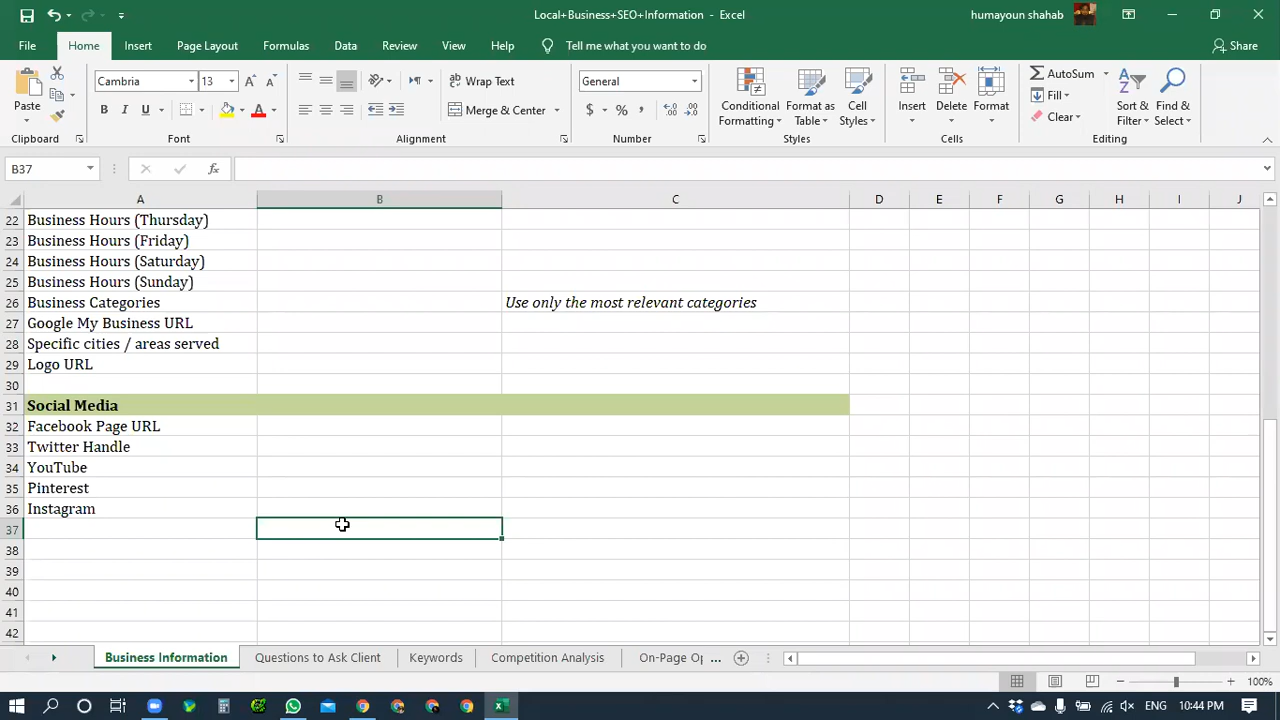 Local+Business+SEO+Information - Excel
humayoun shahab
File Home Insert Page Layout Formulas Data Review View Help Tell me what you want to do Share
Paste
Clipboard
Cambria 13
B I U
Font
Wrap Text
Merge & Center
Alignment
General
$ % ,
Number
Conditional Formatting
Format as Table
Cell Styles
Styles
Insert
Delete
Format
Cells
AutoSum
Fill
Clear
Sort & Filter
Find & Select
Editing
B37 fx
A B C D E F G H I J
22 Business Hours (Thursday)
23 Business Hours (Friday)
24 Business Hours (Saturday)
25 Business Hours (Sunday)
26 Business Categories Use only the most relevant categories
27 Google My Business URL
28 Specific cities / areas served
29 Logo URL
30
31 Social Media
32 Facebook Page URL
33 Twitter Handle
34 YouTube
35 Pinterest
36 Instagram
37
38
39
40
41
42
Business Information Questions to Ask Client Keywords Competition Analysis On-Page Op ...
100%
ENG 10:44 PM